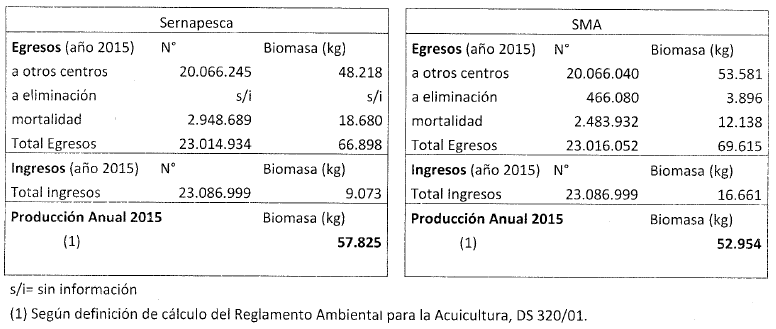 Sernapesca
Egresos (año 2015) N° Biomasa (kg)
a otros centros 20.066.245 48.218
a eliminación s/i s/i
mortalidad 2.948.689 18.680
Total Egresos 23.014.934 66.898
Ingresos (año 2015) N° Biomasa (kg)
Total Ingresos 23.086.999 9.073
Producción Anual 2015 Biomasa (kg)
(1) 57.825
SMA
Egresos (año 2015) N° Biomasa (kg)
a otros centros 20.066.040 53.581
a eliminación 466.080 3.896
mortalidad 2.483.932 12.138
Total Egresos 23.016.052 69.615
Ingresos (año 2015) N° Biomasa (kg)
Total Ingresos 23.086.999 16.661
Producción Anual 2015 Biomasa (kg)
(1) 52.954
s/i= sin información
(1) Según definición de cálculo del Reglamento Ambiental para la Acuicultura, DS 320/01.